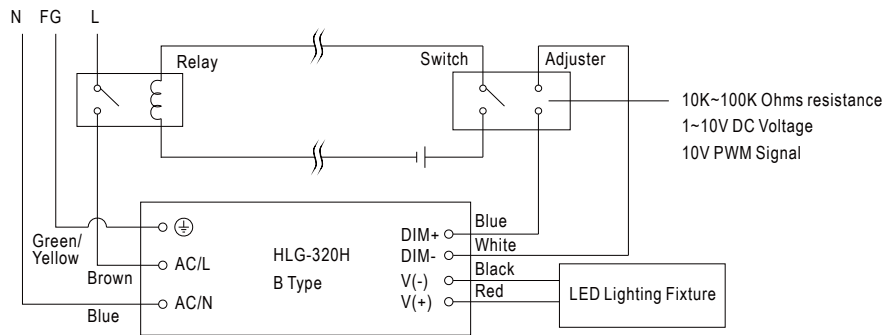 N FG L
Relay
Switch
Adjuster
10K~100K Ohms resistance
1~10V DC Voltage
10V PWM Signal
Green/
Yellow
Brown
Blue
AC/L
AC/N
HLG-320H
B Type
DIM+
DIM-
V(-)
V(+)
Blue
White
Black
Red
LED Lighting Fixture